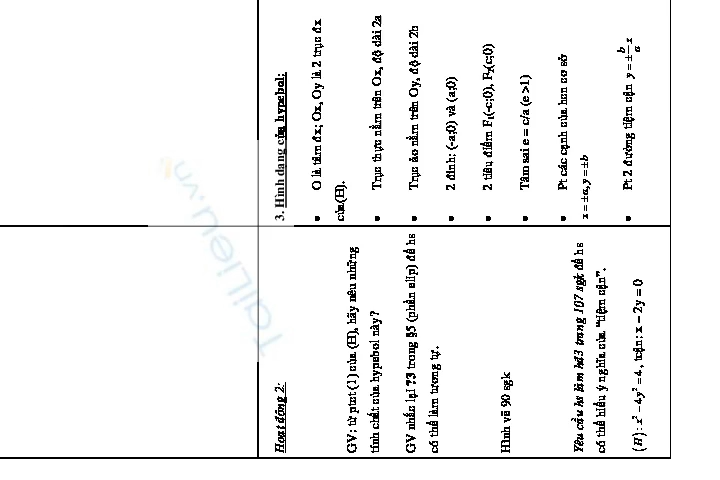 Hoạt động 2:
GV: từ ptct (1) của (H), hãy nêu những
tính chất của hypebol này?
GV nhắc lại T3 trong §5 (phần elip) để hs
có thể làm tương tự.
Hình vẽ 90 sgk
Yêu cầu hs làm hđ3 trang 107 sgk để hs
có thể hiểu ý nghĩa của "tiệm cận".
(H): x² − 4y² = 4, tcận: x − 2y = 0
3. Hình dạng của hypebol:
• O là tâm đx; Ox, Oy là 2 trục đx
của(H).
• Trục thực nằm trên Ox, độ dài 2a
• Trục ảo nằm trên Oy, độ dài 2b
• 2 đỉnh: (-a;0) và (a;0)
• 2 tiêu điểm F₁(-c;0), F₂(c;0)
• Tâm sai e = c/a (e >1)
• Pt các cạnh của hcn cơ sở
x = ±a, y = ±b
• Pt 2 đường tiệm cận y = ± b/a x
TaiLieu.vn